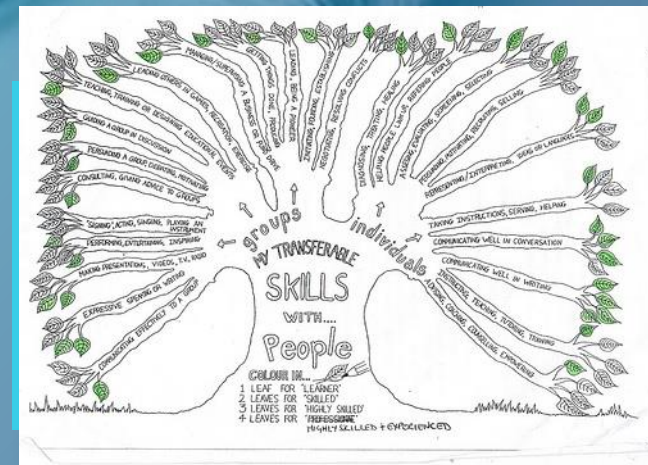 COMMUNICATING EFFECTIVELY TO A GROUP
EXPRESSIVE SPEAKING OR WRITING
MAKING PRESENTATIONS, VIDEOS, T.V., RADIO
PERFORMING, ENTERTAINING, INSPIRING
"SIGNING", ACTING, SINGING, PLAYING AN
INSTRUMENT
CONSULTING, GIVING ADVICE TO GROUPS
PERSUADING A GROUP, DEBATING, MOTIVATING
GUIDING A GROUP IN DISCUSSION
TEACHING, TRAINING OR DESIGNING EDUCATIONAL EVENTS
LEADING OTHERS IN GAMES, RECREATION, EXERCISE
MANAGING/SUPERVISING A BUSINESS OR FUND DRIVE
GETTING THINGS DONE, PRODUCING
LEADING, BEING A PIONEER
INITIATING, FOUNDING, ESTABLISHING
NEGOTIATING, RESOLVING CONFLICTS
DIAGNOSING, TREATING, HEALING
HELPING PEOPLE LINK UP, REFERRING PEOPLE
ASSESSING, EVALUATING, SCREENING, SELECTING
PERSUADING, MOTIVATING, RECRUITING, SELLING
REPRESENTING/INTERPRETING, IDEAS OR LANGUAGES
TAKING INSTRUCTIONS, SERVING, HELPING
COMMUNICATING WELL IN CONVERSATION
COMMUNICATING WELL IN WRITING
INSTRUCTING, TEACHING, TUTORING, TRAINING
ADVISING, COACHING, COUNSELLING, EMPOWERING
groups
individuals
MY TRANSFERABLE
SKILLS
WITH....
People
COLOUR IN...
1 LEAF FOR 'LEARNER'
2 LEAVES FOR 'SKILLED'
3 LEAVES FOR 'HIGHLY SKILLED'
4 LEAVES FOR 'PROFESSIONAL'
HIGHLY SKILLED + EXPERIENCED